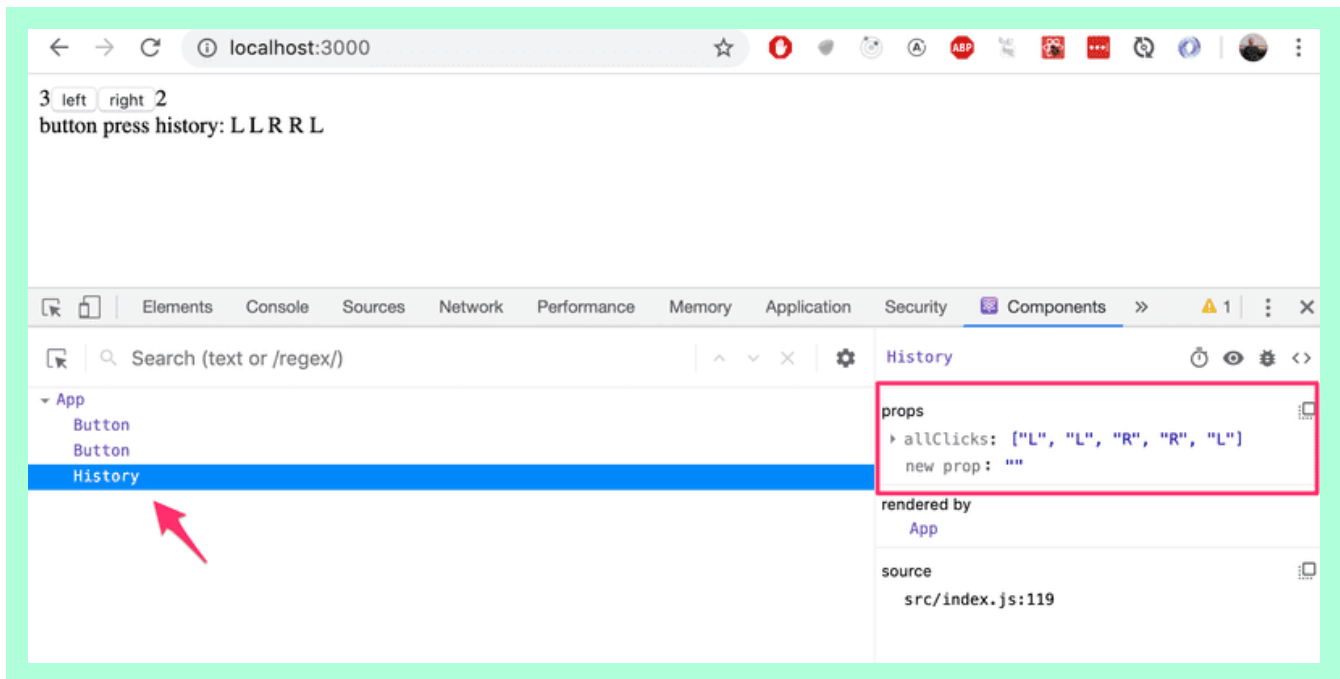 localhost:3000
ABP
3 left right 2
button press history: L L R R L
Elements Console Sources Network Performance Memory Application Security Components » 1
Search (text or /regex/)
History
App
Button
Button
History
props
allClicks: ["L", "L", "R", "R", "L"]
new prop: ""
rendered by
App
source
src/index.js:119